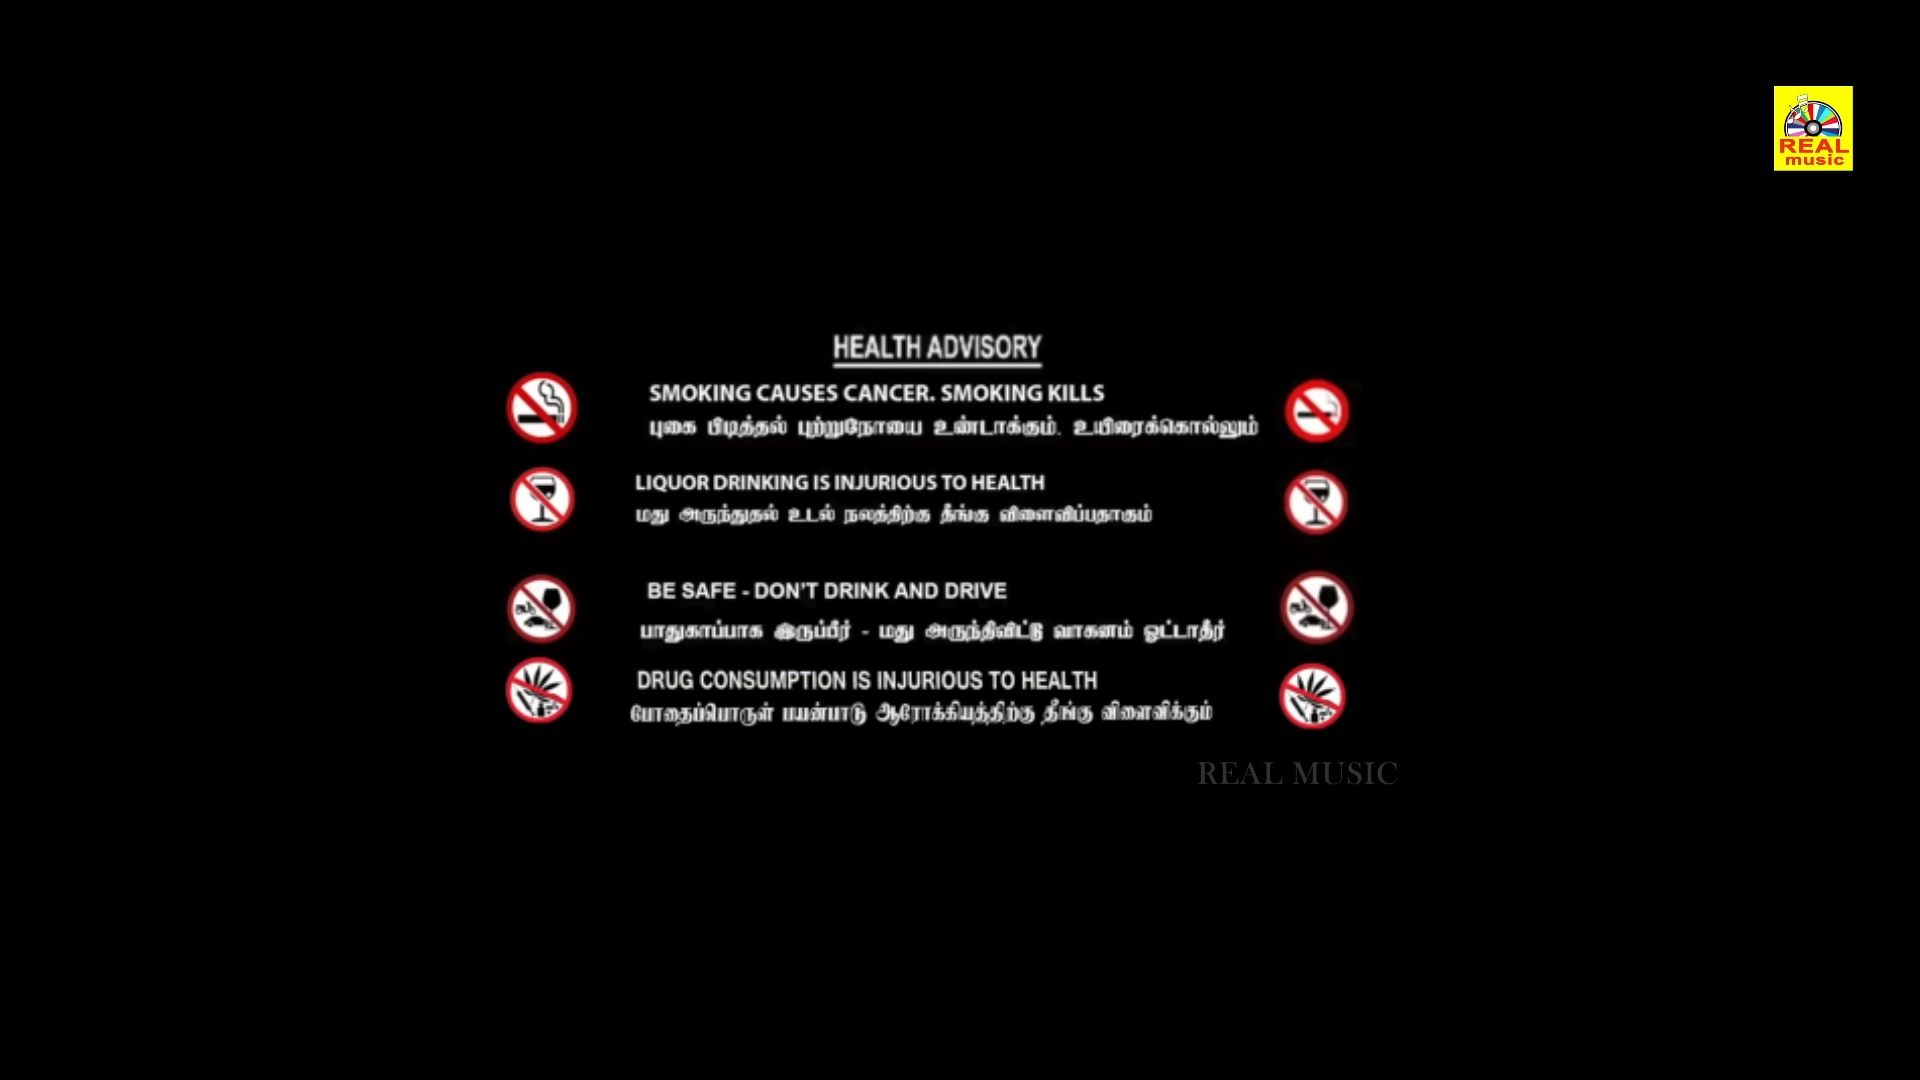 REAL
music
HEALTH ADVISORY
SMOKING CAUSES CANCER. SMOKING KILLS
புகை பிடித்தல் புற்றுநோயை உண்டாக்கும். உயிரைக்கொல்லும்
LIQUOR DRINKING IS INJURIOUS TO HEALTH
மது அருந்துதல் உடல் நலத்திற்கு தீங்கு விளைவிப்பதாகும்
BE SAFE - DON'T DRINK AND DRIVE
பாதுகாப்பாக இருப்பீர் - மது அருந்திவிட்டு வாகனம் ஓட்டாதீர்
DRUG CONSUMPTION IS INJURIOUS TO HEALTH
போதைப்பொருள் பயன்பாடு ஆரோக்கியத்திற்கு தீங்கு விளைவிக்கும்
REAL MUSIC